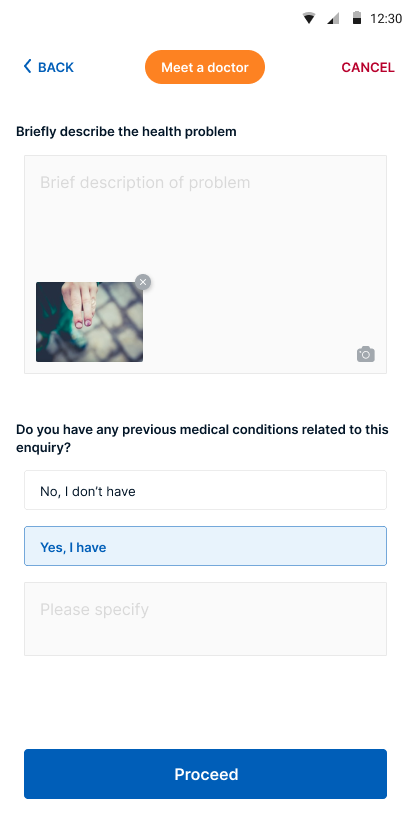 12:30
BACK
Meet a doctor
CANCEL
Briefly describe the health problem
Brief description of problem
Do you have any previous medical conditions related to this
enquiry?
No, I don't have
Yes, I have
Please specify
Proceed